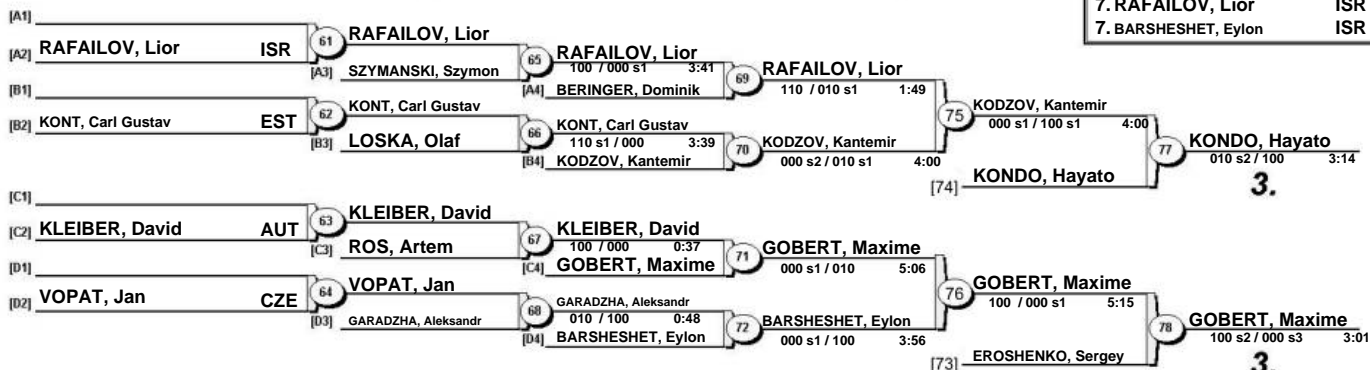 7. RAFAILOV, Lior ISR
7. BARSHESHET, Eylon ISR
[A1]
[A2] RAFAILOV, Lior ISR
61 RAFAILOV, Lior
[A3] SZYMANSKI, Szymon
65 RAFAILOV, Lior
100 / 000 s1 3:41
[A4] BERINGER, Dominik
69 RAFAILOV, Lior
110 / 010 s1 1:49
[B1]
[B2] KONT, Carl Gustav EST
62 KONT, Carl Gustav
[B3] LOSKA, Olaf
66 KONT, Carl Gustav
110 s1 / 000 3:39
[B4] KODZOV, Kantemir
70 KODZOV, Kantemir
000 s2 / 010 s1 4:00
75 KODZOV, Kantemir
000 s1 / 100 s1 4:00
[74] KONDO, Hayato
77 KONDO, Hayato
010 s2 / 100 3:14
3.
[C1]
[C2] KLEIBER, David AUT
63 KLEIBER, David
[C3] ROS, Artem
67 KLEIBER, David
100 / 000 0:37
[C4] GOBERT, Maxime
71 GOBERT, Maxime
000 s1 / 010 5:06
[D1]
[D2] VOPAT, Jan CZE
64 VOPAT, Jan
[D3] GARADZHA, Aleksandr
68 GARADZHA, Aleksandr
010 / 100 0:48
[D4] BARSHESHET, Eylon
72 BARSHESHET, Eylon
000 s1 / 100 3:56
76 GOBERT, Maxime
100 / 000 s1 5:15
[73] EROSHENKO, Sergey
78 GOBERT, Maxime
100 s2 / 000 s3 3:01
3.